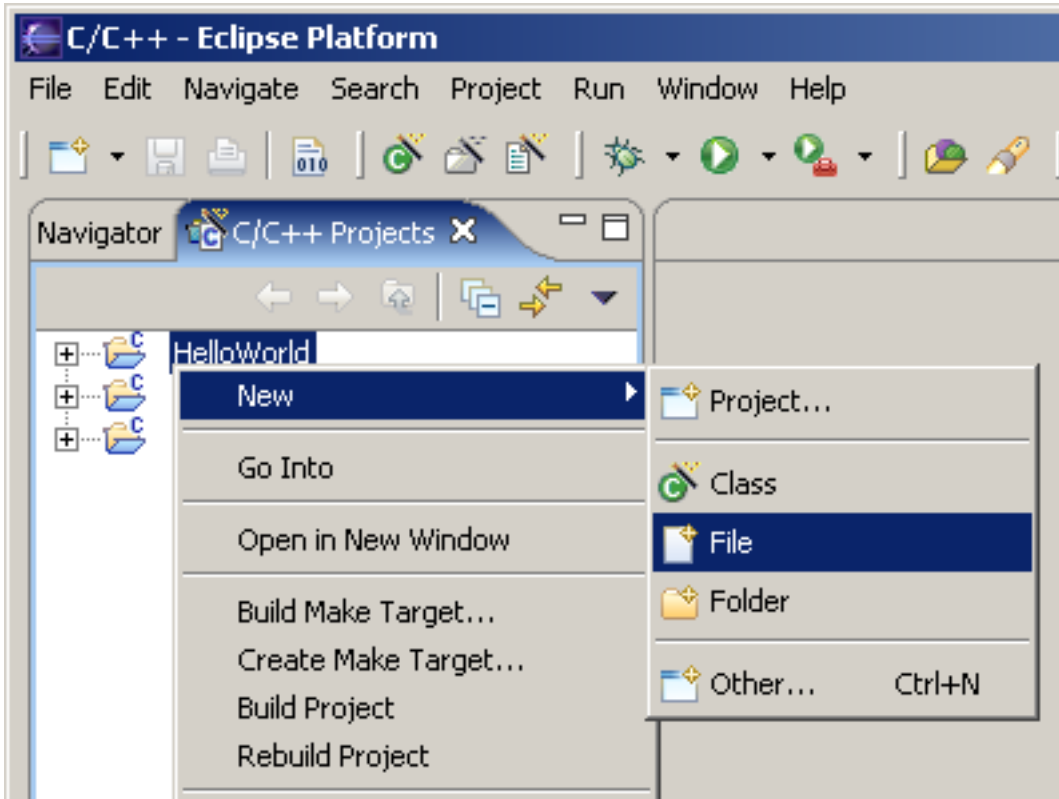 C/C++ - Eclipse Platform
File Edit Navigate Search Project Run Window Help
010
Navigator C/C++ Projects
HelloWorld
New
Go Into
Open in New Window
Build Make Target...
Create Make Target...
Build Project
Rebuild Project
Project...
Class
File
Folder
Other... Ctrl+N